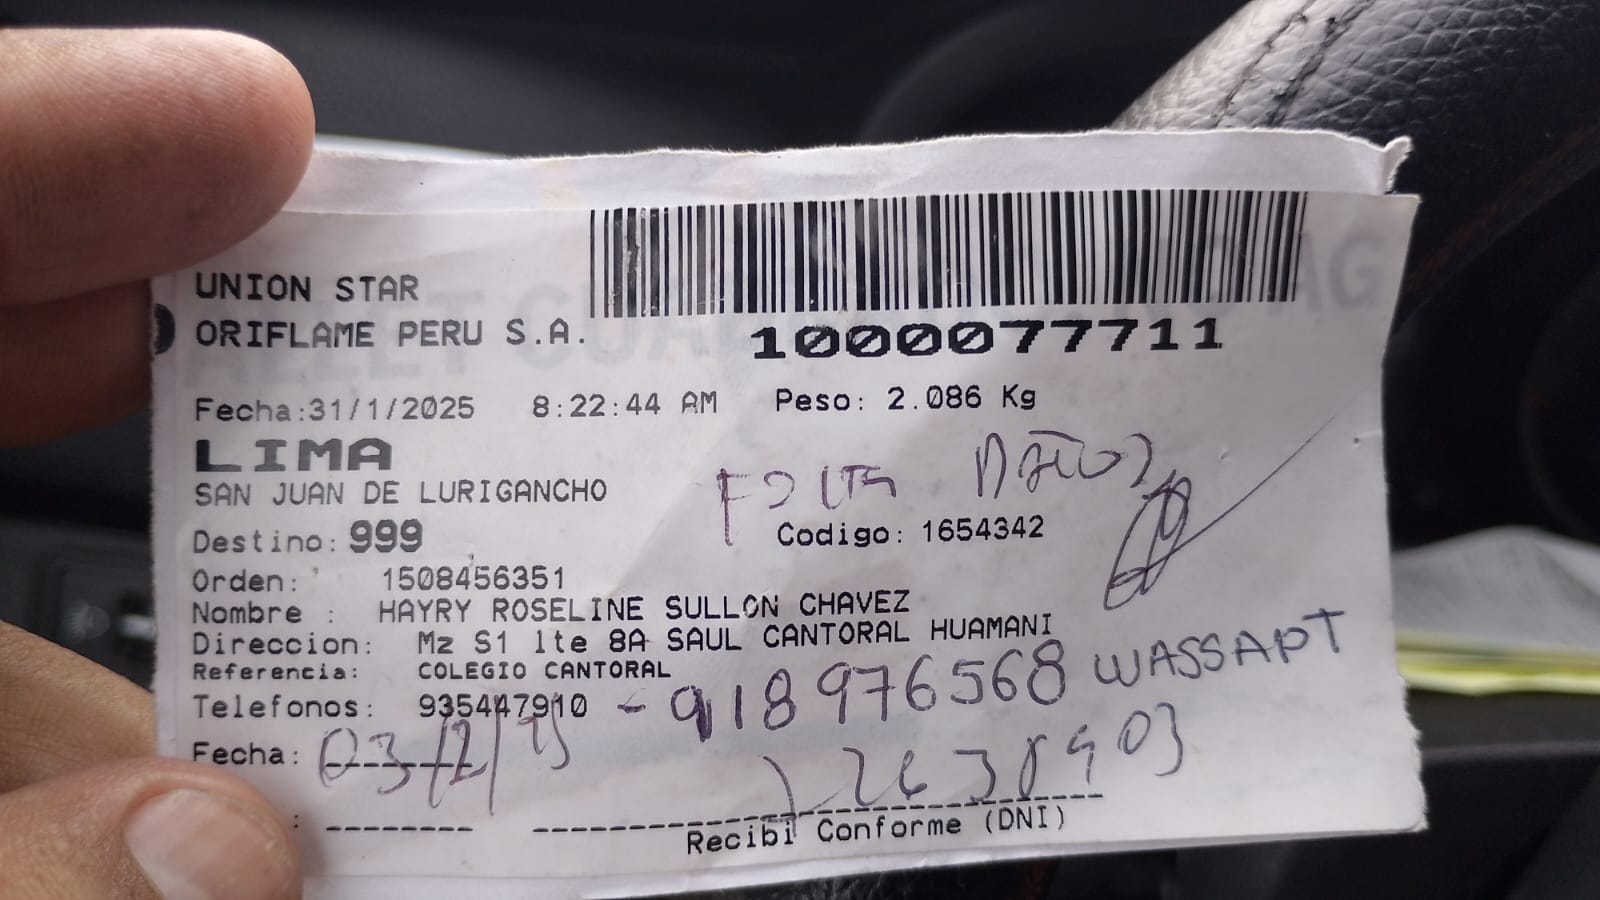 UNION STAR
ORIFLAME PERU S.A.
1000077711
Fecha:31/1/2025 8:22:44 AM Peso: 2.086 Kg
LIMA
SAN JUAN DE LURIGANCHO
Destino: 999
Codigo: 1654342
Orden: 1508456351
Nombre : HAYRY ROSELINE SULLON CHAVEZ
Direccion: Mz S1 lte 8A SAUL CANTORAL HUAMANI
Referencia: COLEGIO CANTORAL
Telefonos: 935447910 - 918976568 WASSAPT
Fecha: 03/2/25
Recibi Conforme (DNI)